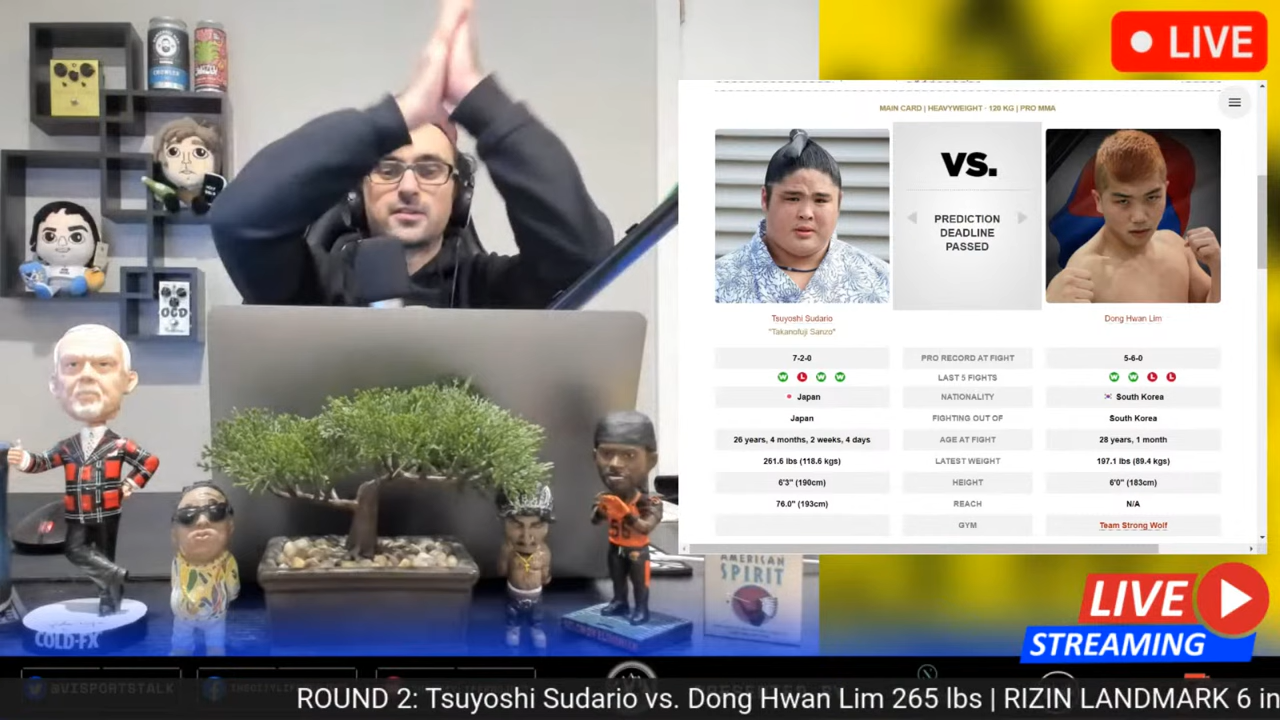 LIVE
MAIN CARD | HEAVYWEIGHT · 120 KG | PRO MMA
VS.
PREDICTION
DEADLINE
PASSED
Tsuyoshi Sudario
Dong Hwan Lim
"Takanofuji Sanzo"
7-2-0 PRO RECORD AT FIGHT 5-6-0
W L W W LAST 5 FIGHTS W W L L
Japan NATIONALITY South Korea
Japan FIGHTING OUT OF South Korea
26 years, 4 months, 2 weeks, 4 days AGE AT FIGHT 28 years, 1 month
261.6 lbs (118.6 kgs) LATEST WEIGHT 197.1 lbs (89.4 kgs)
6'3" (190cm) HEIGHT 6'0" (183cm)
76.0" (193cm) REACH N/A
GYM Team Strong Wolf
OCD
AMERICAN
SPIRIT
COLD-FX
LIVE
STREAMING
@VISPORTSTALK
ROUND 2: Tsuyoshi Sudario vs. Dong Hwan Lim 265 lbs | RIZIN LANDMARK 6 in